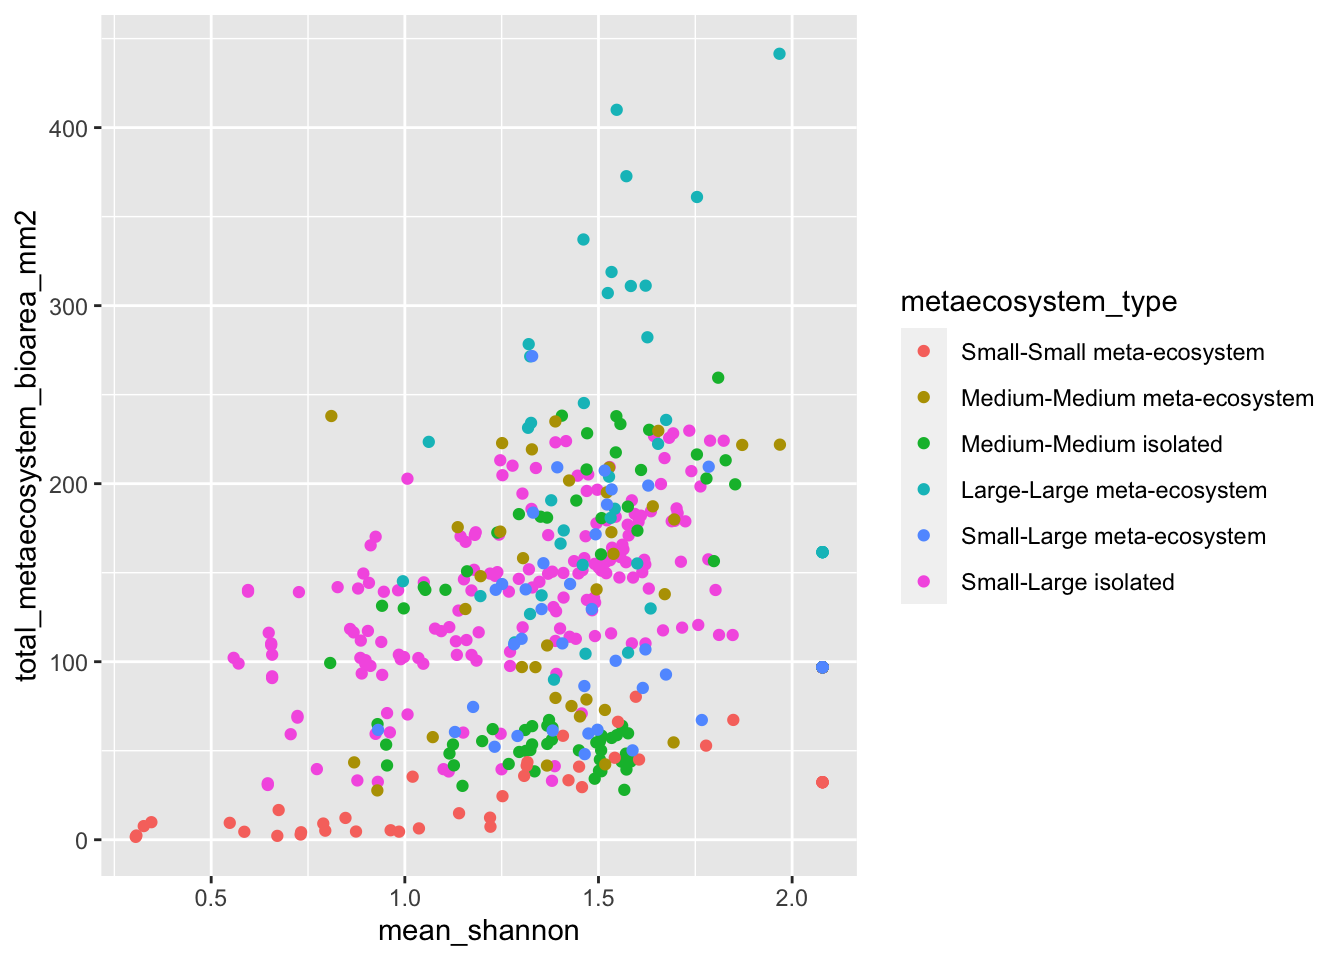 400
300
200
100
0
total_metaecosystem_bioarea_mm2
0.5 1.0 1.5 2.0
mean_shannon
metaecosystem_type
Small-Small meta-ecosystem
Medium-Medium meta-ecosystem
Medium-Medium isolated
Large-Large meta-ecosystem
Small-Large meta-ecosystem
Small-Large isolated